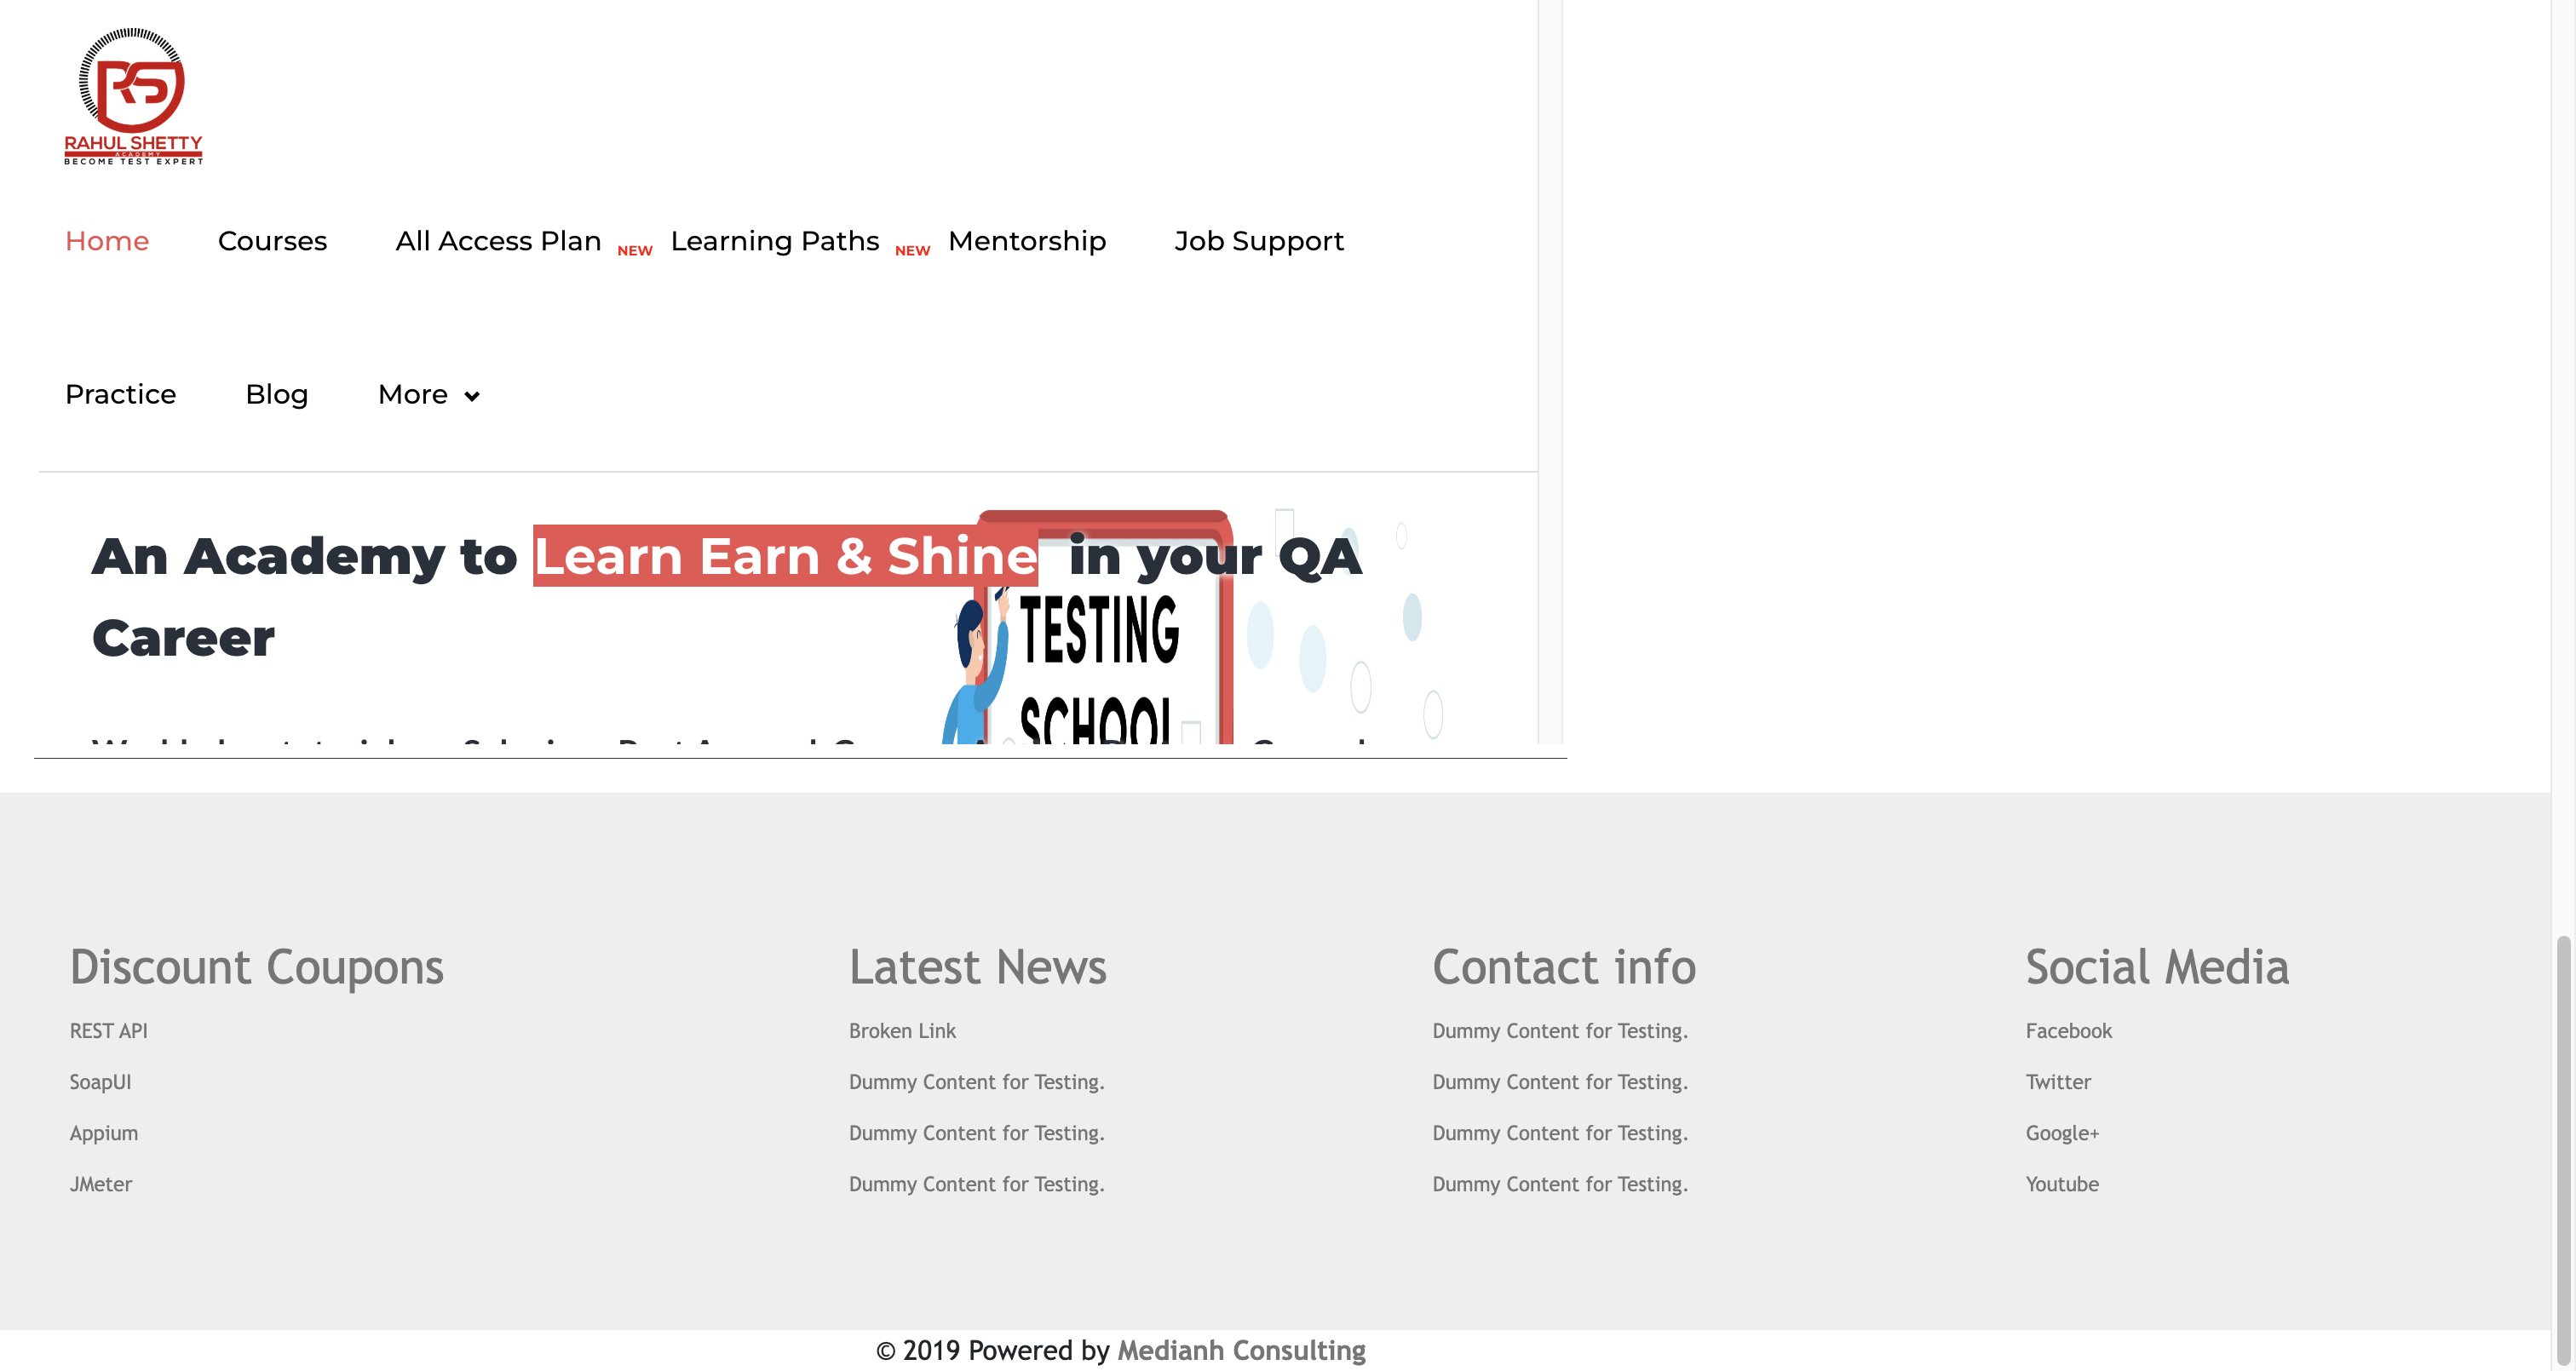 RS
RAHUL SHETTY
ACADEMY
BECOME TEST EXPERT
Home Courses All Access Plan NEW Learning Paths NEW Mentorship Job Support
Practice Blog More
An Academy to Learn Earn & Shine in your QA
Career
TESTING
SCHOOL
Discount Coupons Latest News Contact info Social Media
REST API Broken Link Dummy Content for Testing. Facebook
SoapUI Dummy Content for Testing. Dummy Content for Testing. Twitter
Appium Dummy Content for Testing. Dummy Content for Testing. Google+
JMeter Dummy Content for Testing. Dummy Content for Testing. Youtube
© 2019 Powered by Medianh Consulting